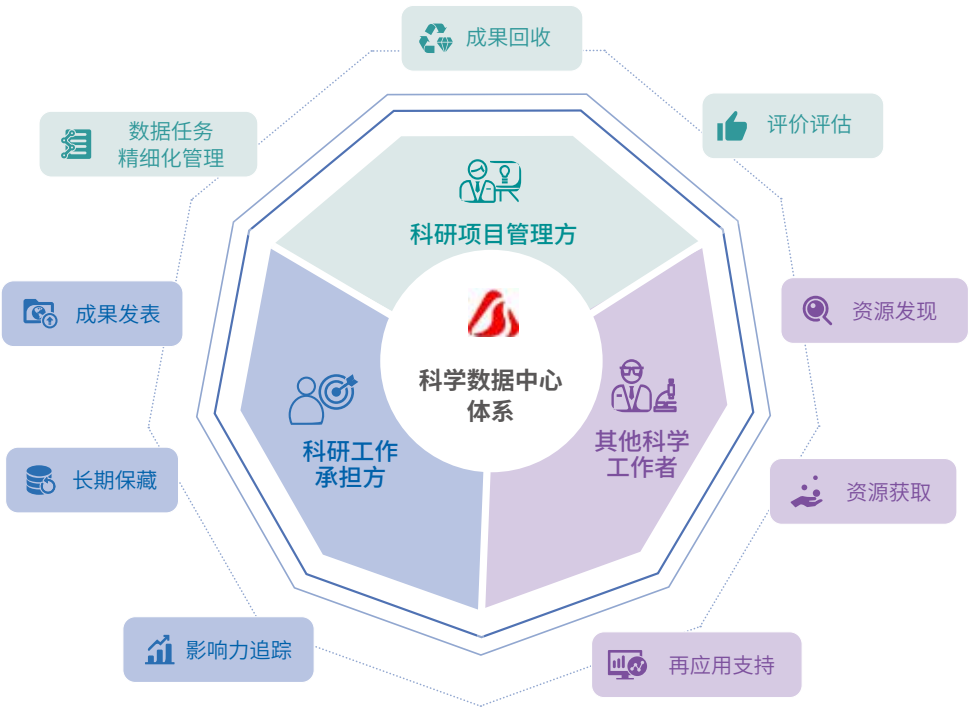 成果回收
数据任务
精细化管理
评价评估
科研项目管理方
成果发表
资源发现
科学数据中心
体系
科研工作
承担方
其他科学
工作者
长期保藏
资源获取
影响力追踪
再应用支持